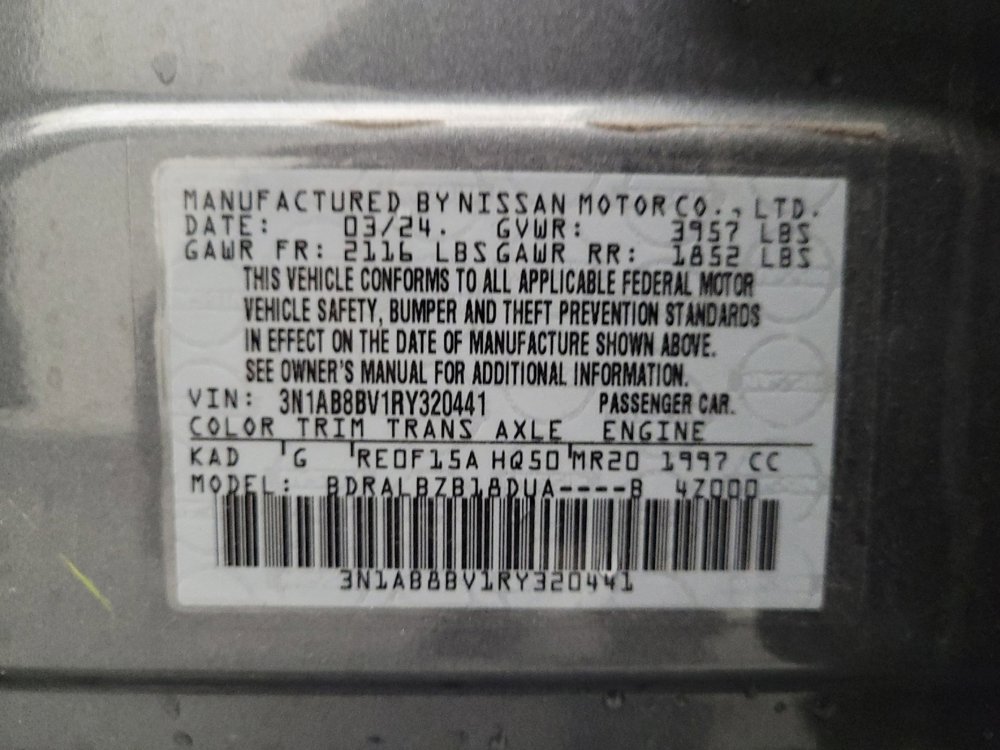 MANUFACTURED BY NISSAN MOTOR CO., LTD.
DATE: 03/24. GVWR: 3957 LBS
GAWR FR: 2116 LBS GAWR RR: 1852 LBS
THIS VEHICLE CONFORMS TO ALL APPLICABLE FEDERAL MOTOR
VEHICLE SAFETY, BUMPER AND THEFT PREVENTION STANDARDS
IN EFFECT ON THE DATE OF MANUFACTURE SHOWN ABOVE.
SEE OWNER'S MANUAL FOR ADDITIONAL INFORMATION.
VIN: 3N1AB8BV1RY320441 PASSENGER CAR.
COLOR TRIM TRANS AXLE ENGINE
KAD G RE0F15A HQ50 MR20 1997 CC
MODEL: BDRALBZB18DUA----B 4Z000
3N1AB8BV1RY320441